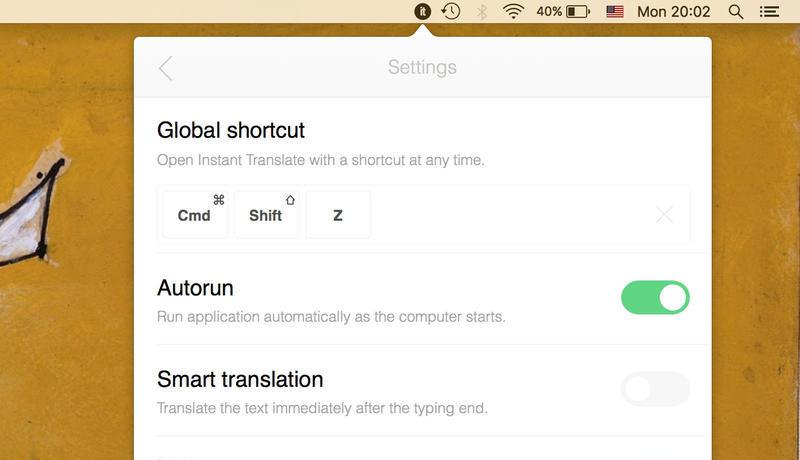 it 40% Mon 20:02
Settings
Global shortcut
Open Instant Translate with a shortcut at any time.
Cmd ⌘ Shift ⇧ Z
Autorun
Run application automatically as the computer starts.
Smart translation
Translate the text immediately after the typing end.